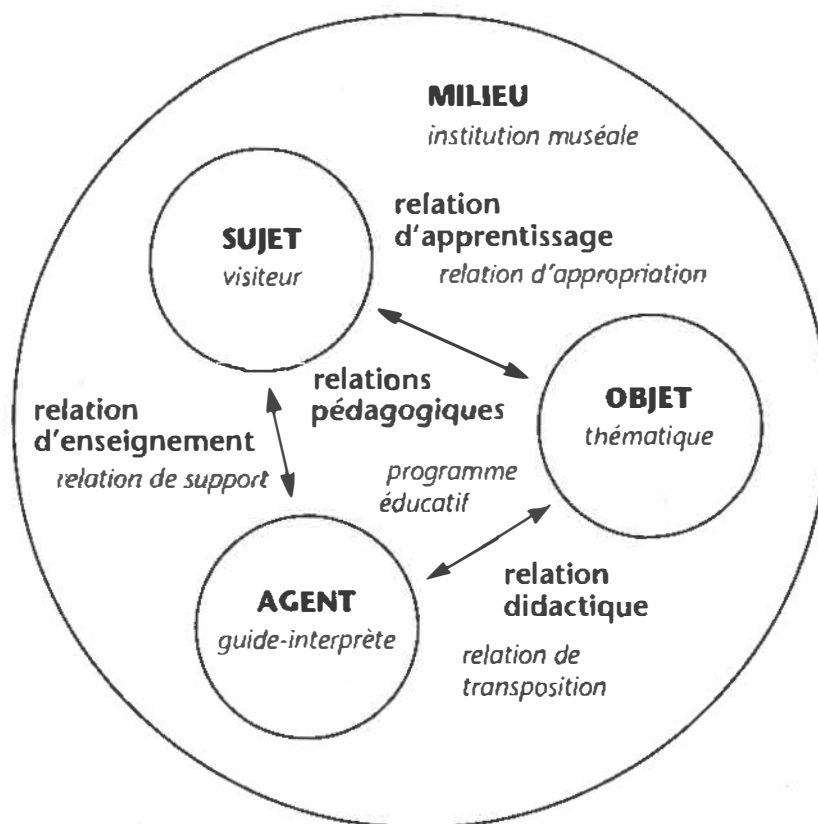 MILIEU
institution muséale
SUJET
visiteur
relation
d'apprentissage
relation d'appropriation
relations
pédagogiques
OBJET
thématique
relation
d'enseignement
relation de support
programme
éducatif
AGENT
guide-interprète
relation
didactique
relation de
transposition